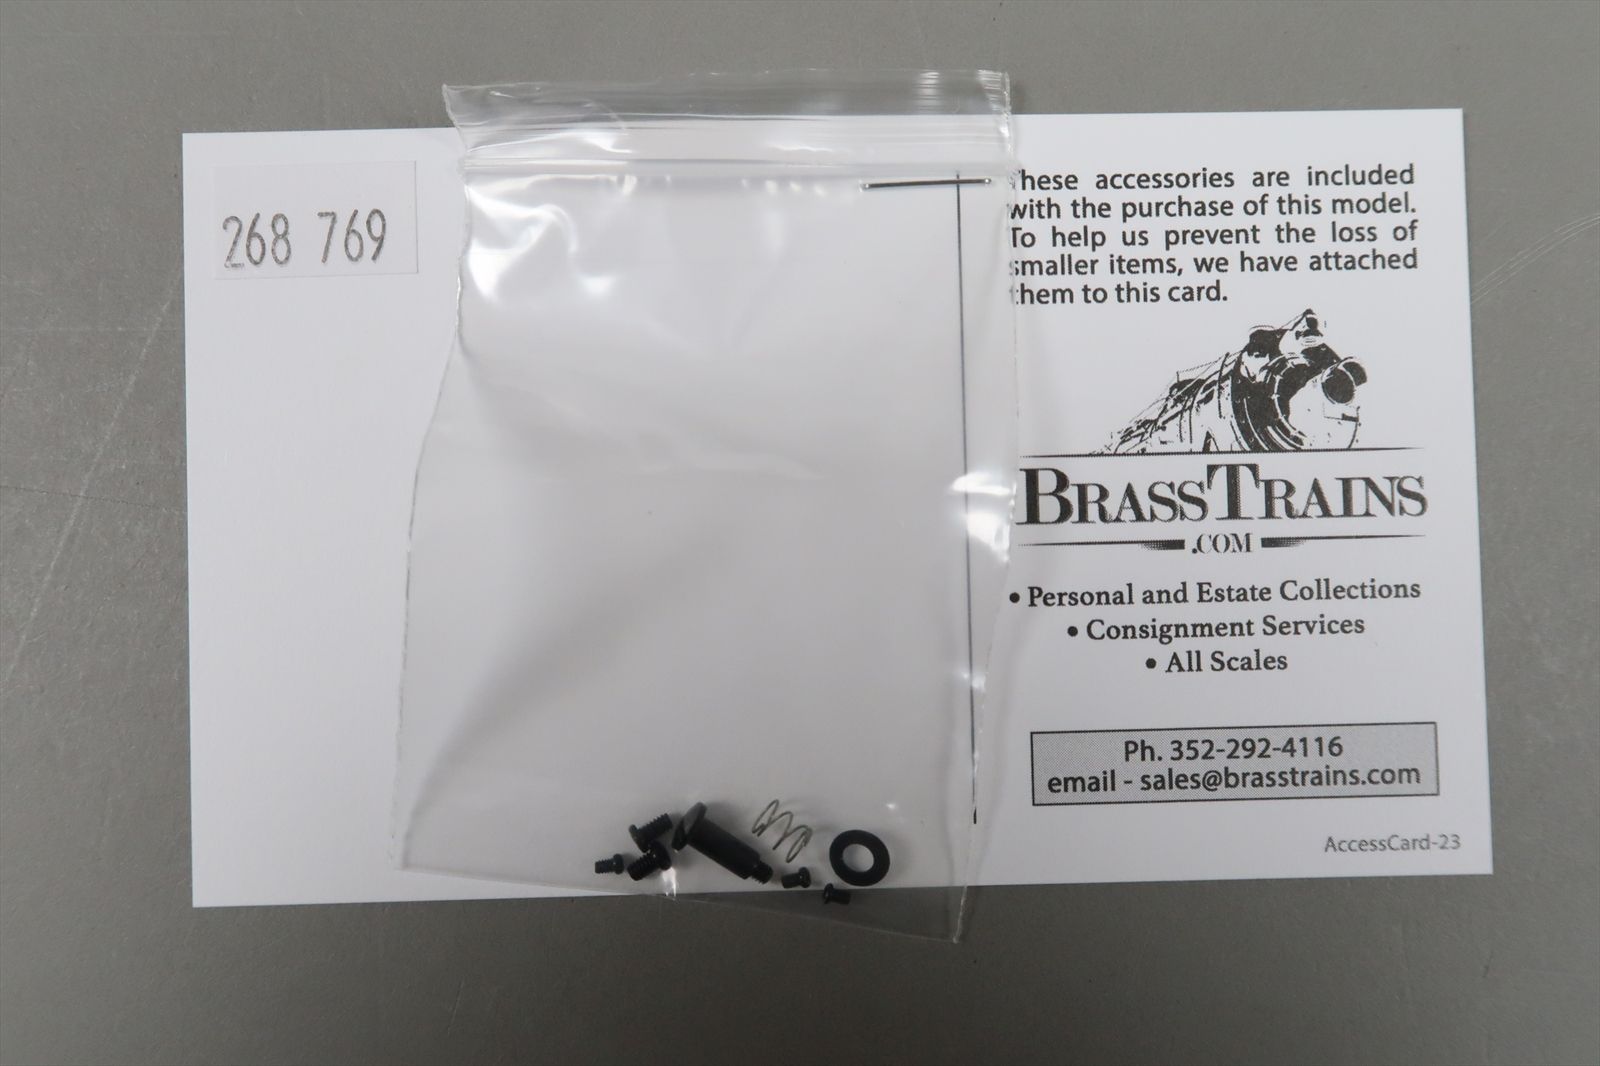 268 769
These accessories are included
with the purchase of this model.
To help us prevent the loss of
smaller items, we have attached
them to this card.
BRASSTRAINS
.COM
• Personal and Estate Collections
• Consignment Services
• All Scales
Ph. 352-292-4116
email - sales@brasstrains.com
AccessCard-23